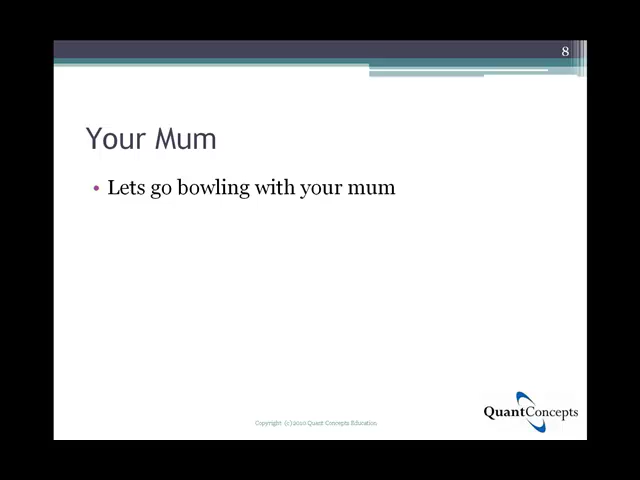 8
Your Mum
• Lets go bowling with your mum
QuantConcepts
Copyright (c) 2010 Quant Concepts Education